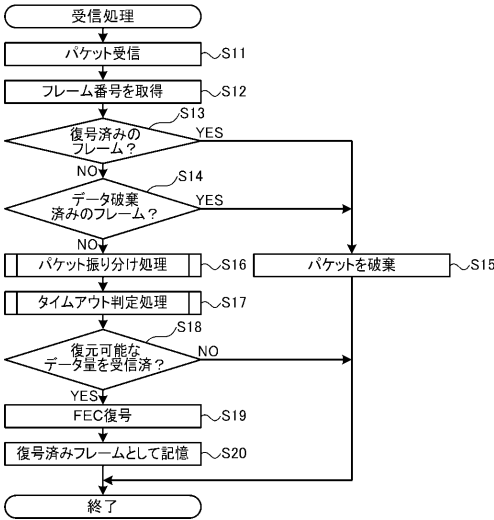 受信処理
パケット受信
S11
フレーム番号を取得
S12
S13
復号済みの
フレーム？
YES
NO
S14
データ破棄
済みのフレーム？
YES
NO
パケット振り分け処理
S16
パケットを破棄
S15
タイムアウト判定処理
S17
S18
復元可能な
データ量を受信済？
NO
YES
FEC復号
S19
復号済みフレームとして記憶
S20
終了